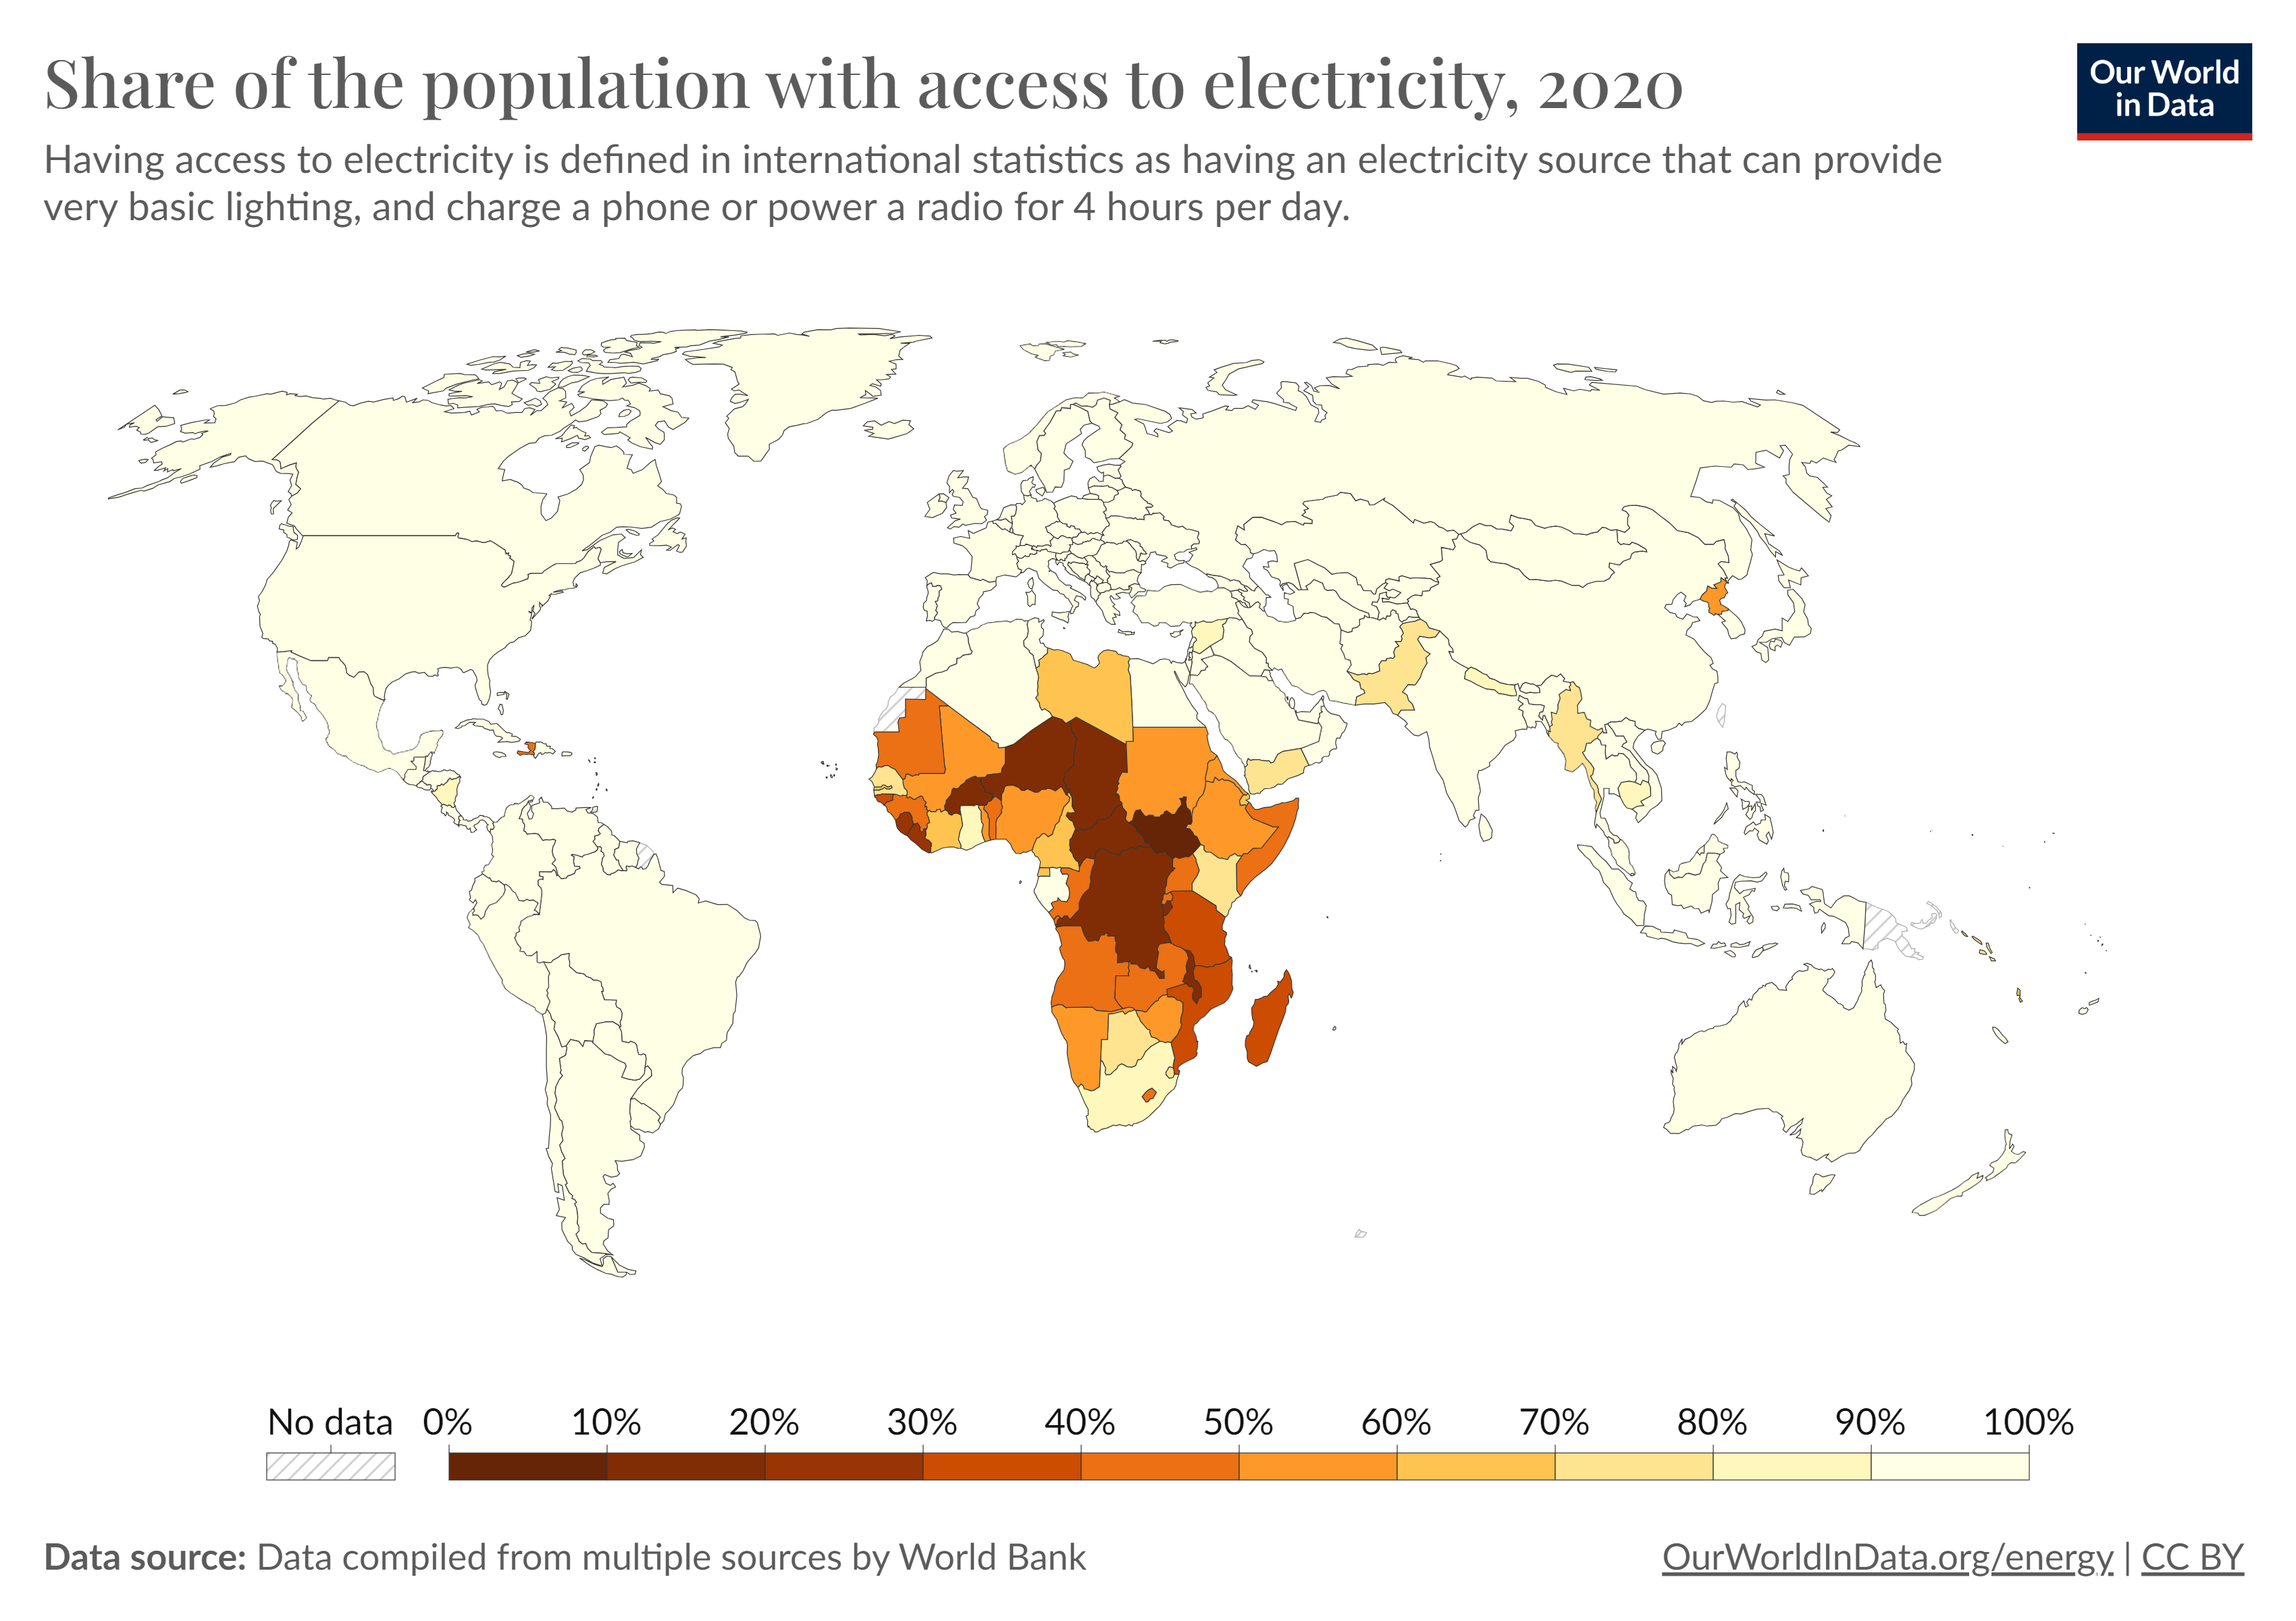 Share of the population with access to electricity, 2020
Our World
in Data
Having access to electricity is defined in international statistics as having an electricity source that can provide
very basic lighting, and charge a phone or power a radio for 4 hours per day.
No data 0% 10% 20% 30% 40% 50% 60% 70% 80% 90% 100%
Data source: Data compiled from multiple sources by World Bank
OurWorldInData.org/energy | CC BY